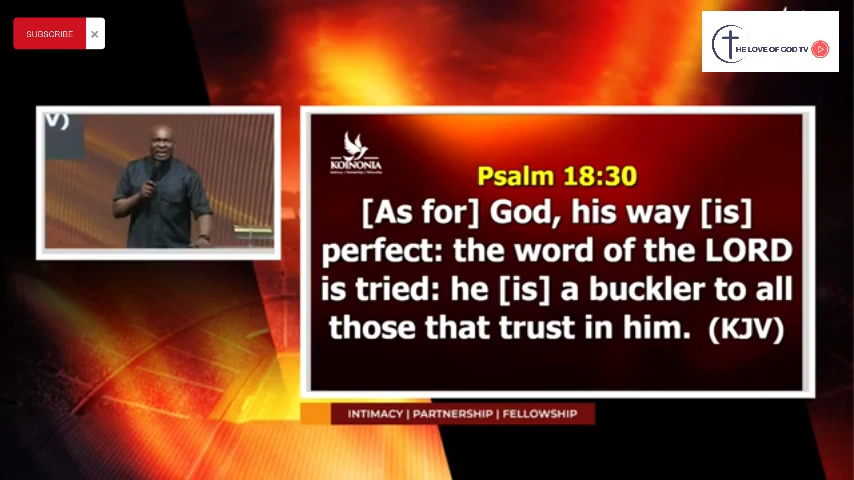 SUBSCRIBE
THE LOVE OF GOD TV
V)
KOINONIA
Psalm 18:30
[As for] God, his way [is]
perfect: the word of the LORD
is tried: he [is] a buckler to all
those that trust in him. (KJV)
INTIMACY | PARTNERSHIP | FELLOWSHIP